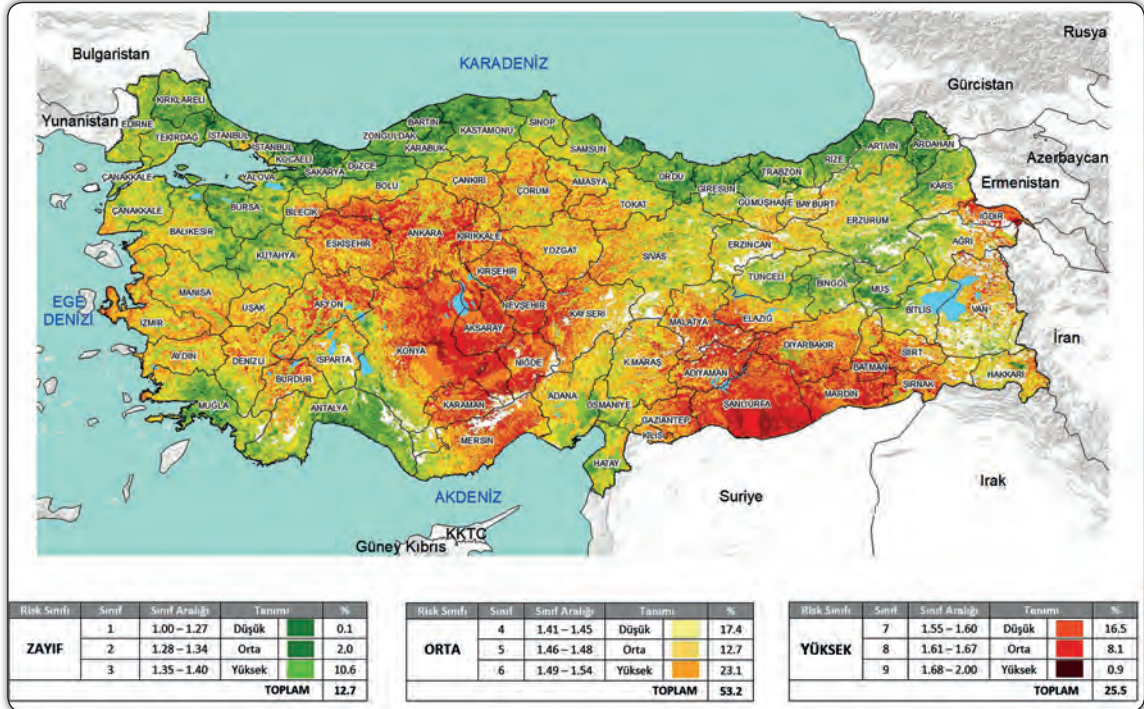 Bulgaristan
Rusya
KARADENİZ
Gürcistan
KIRKLARELİ
Yunanistan
EDİRNE
TEKİRDAĞ
İSTANBUL
İSTANBUL
KOCAELİ
YALOVA
SAKARYA
DÜZCE
ZONGULDAK
BARTIN
KARABÜK
KASTAMONU
SİNOP
SAMSUN
ORDU
GİRESUN
TRABZON
RİZE
ARTVİN
ARDAHAN
Azerbaycan
Ermenistan
ÇANAKKALE
ÇANAKKALE
BURSA
BİLECİK
BOLU
ÇANKIRI
ÇORUM
AMASYA
TOKAT
GÜMÜŞHANE
BAYBURT
KARS
ERZURUM
IĞDIR
AĞRI
BALIKESİR
KÜTAHYA
ESKİŞEHİR
ANKARA
KIRIKKALE
YOZGAT
SİVAS
ERZİNCAN
TUNCELİ
BİNGÖL
MUŞ
BİTLİS
VAN
EGE
DENİZİ
MANİSA
UŞAK
AFYON
KIRŞEHİR
NEVŞEHİR
KAYSERİ
MALATYA
ELAZIĞ
İZMİR
AKSARAY
İran
AYDIN
DENİZLİ
ISPARTA
KONYA
NİĞDE
K.MARAŞ
ADIYAMAN
DİYARBAKIR
SİİRT
BATMAN
BURDUR
KARAMAN
ADANA
OSMANİYE
ŞANLIURFA
MARDİN
ŞIRNAK
HAKKARİ
MUĞLA
ANTALYA
MERSİN
GAZİANTEP
KİLİS
HATAY
AKDENİZ
Suriye
Irak
KKTC
Güney Kıbrıs
Risk Sınıfı Sınıf Sınıf Aralığı Tanımı %
ZAYIF
1 1.00 – 1.27 Düşük 0.1
2 1.28 – 1.34 Orta 2.0
3 1.35 – 1.40 Yüksek 10.6
TOPLAM 12.7
Risk Sınıfı Sınıf Sınıf Aralığı Tanımı %
ORTA
4 1.41 – 1.45 Düşük 17.4
5 1.46 – 1.48 Orta 12.7
6 1.49 – 1.54 Yüksek 23.1
TOPLAM 53.2
Risk Sınıfı Sınıf Sınıf Aralığı Tanımı %
YÜKSEK
7 1.55 – 1.60 Düşük 16.5
8 1.61 – 1.67 Orta 8.1
9 1.68 – 2.00 Yüksek 0.9
TOPLAM 25.5